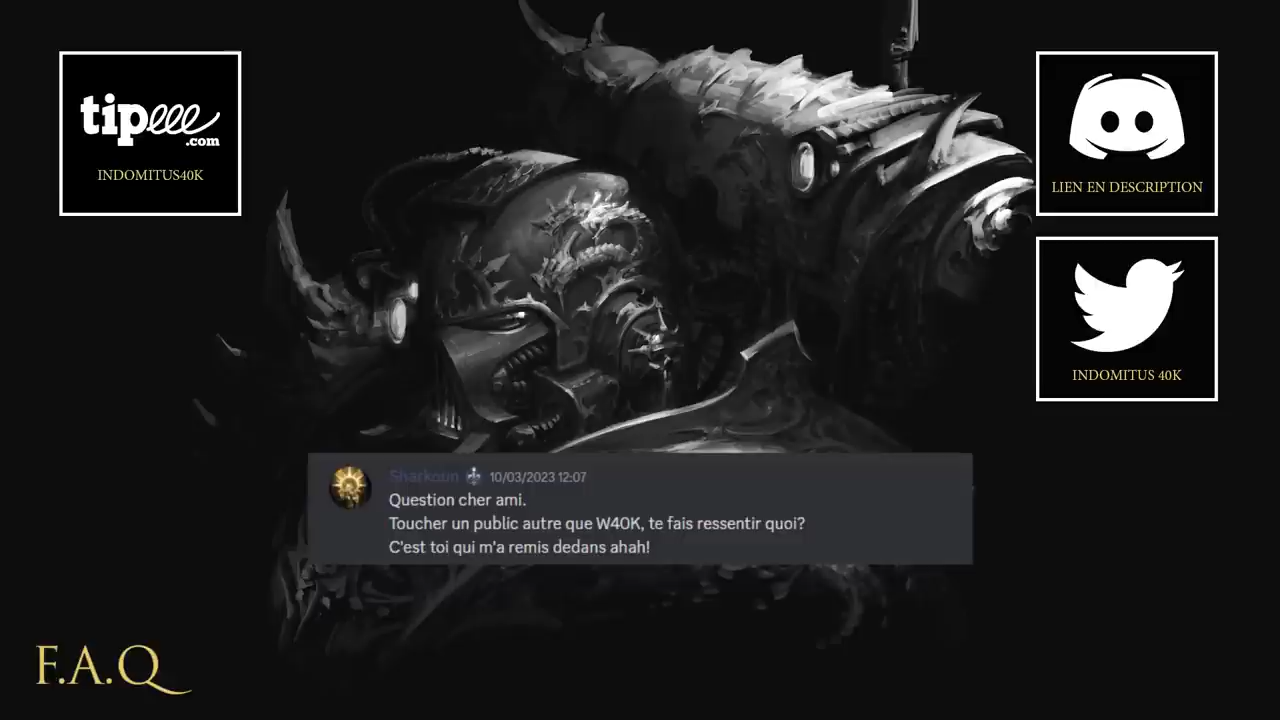 tipeee
.com
INDOMITUS40K
LIEN EN DESCRIPTION
INDOMITUS 40K
Sharkoun 10/03/2023 12:07
Question cher ami.
Toucher un public autre que W40K, te fais ressentir quoi?
C'est toi qui m'a remis dedans ahah!
F.A.Q